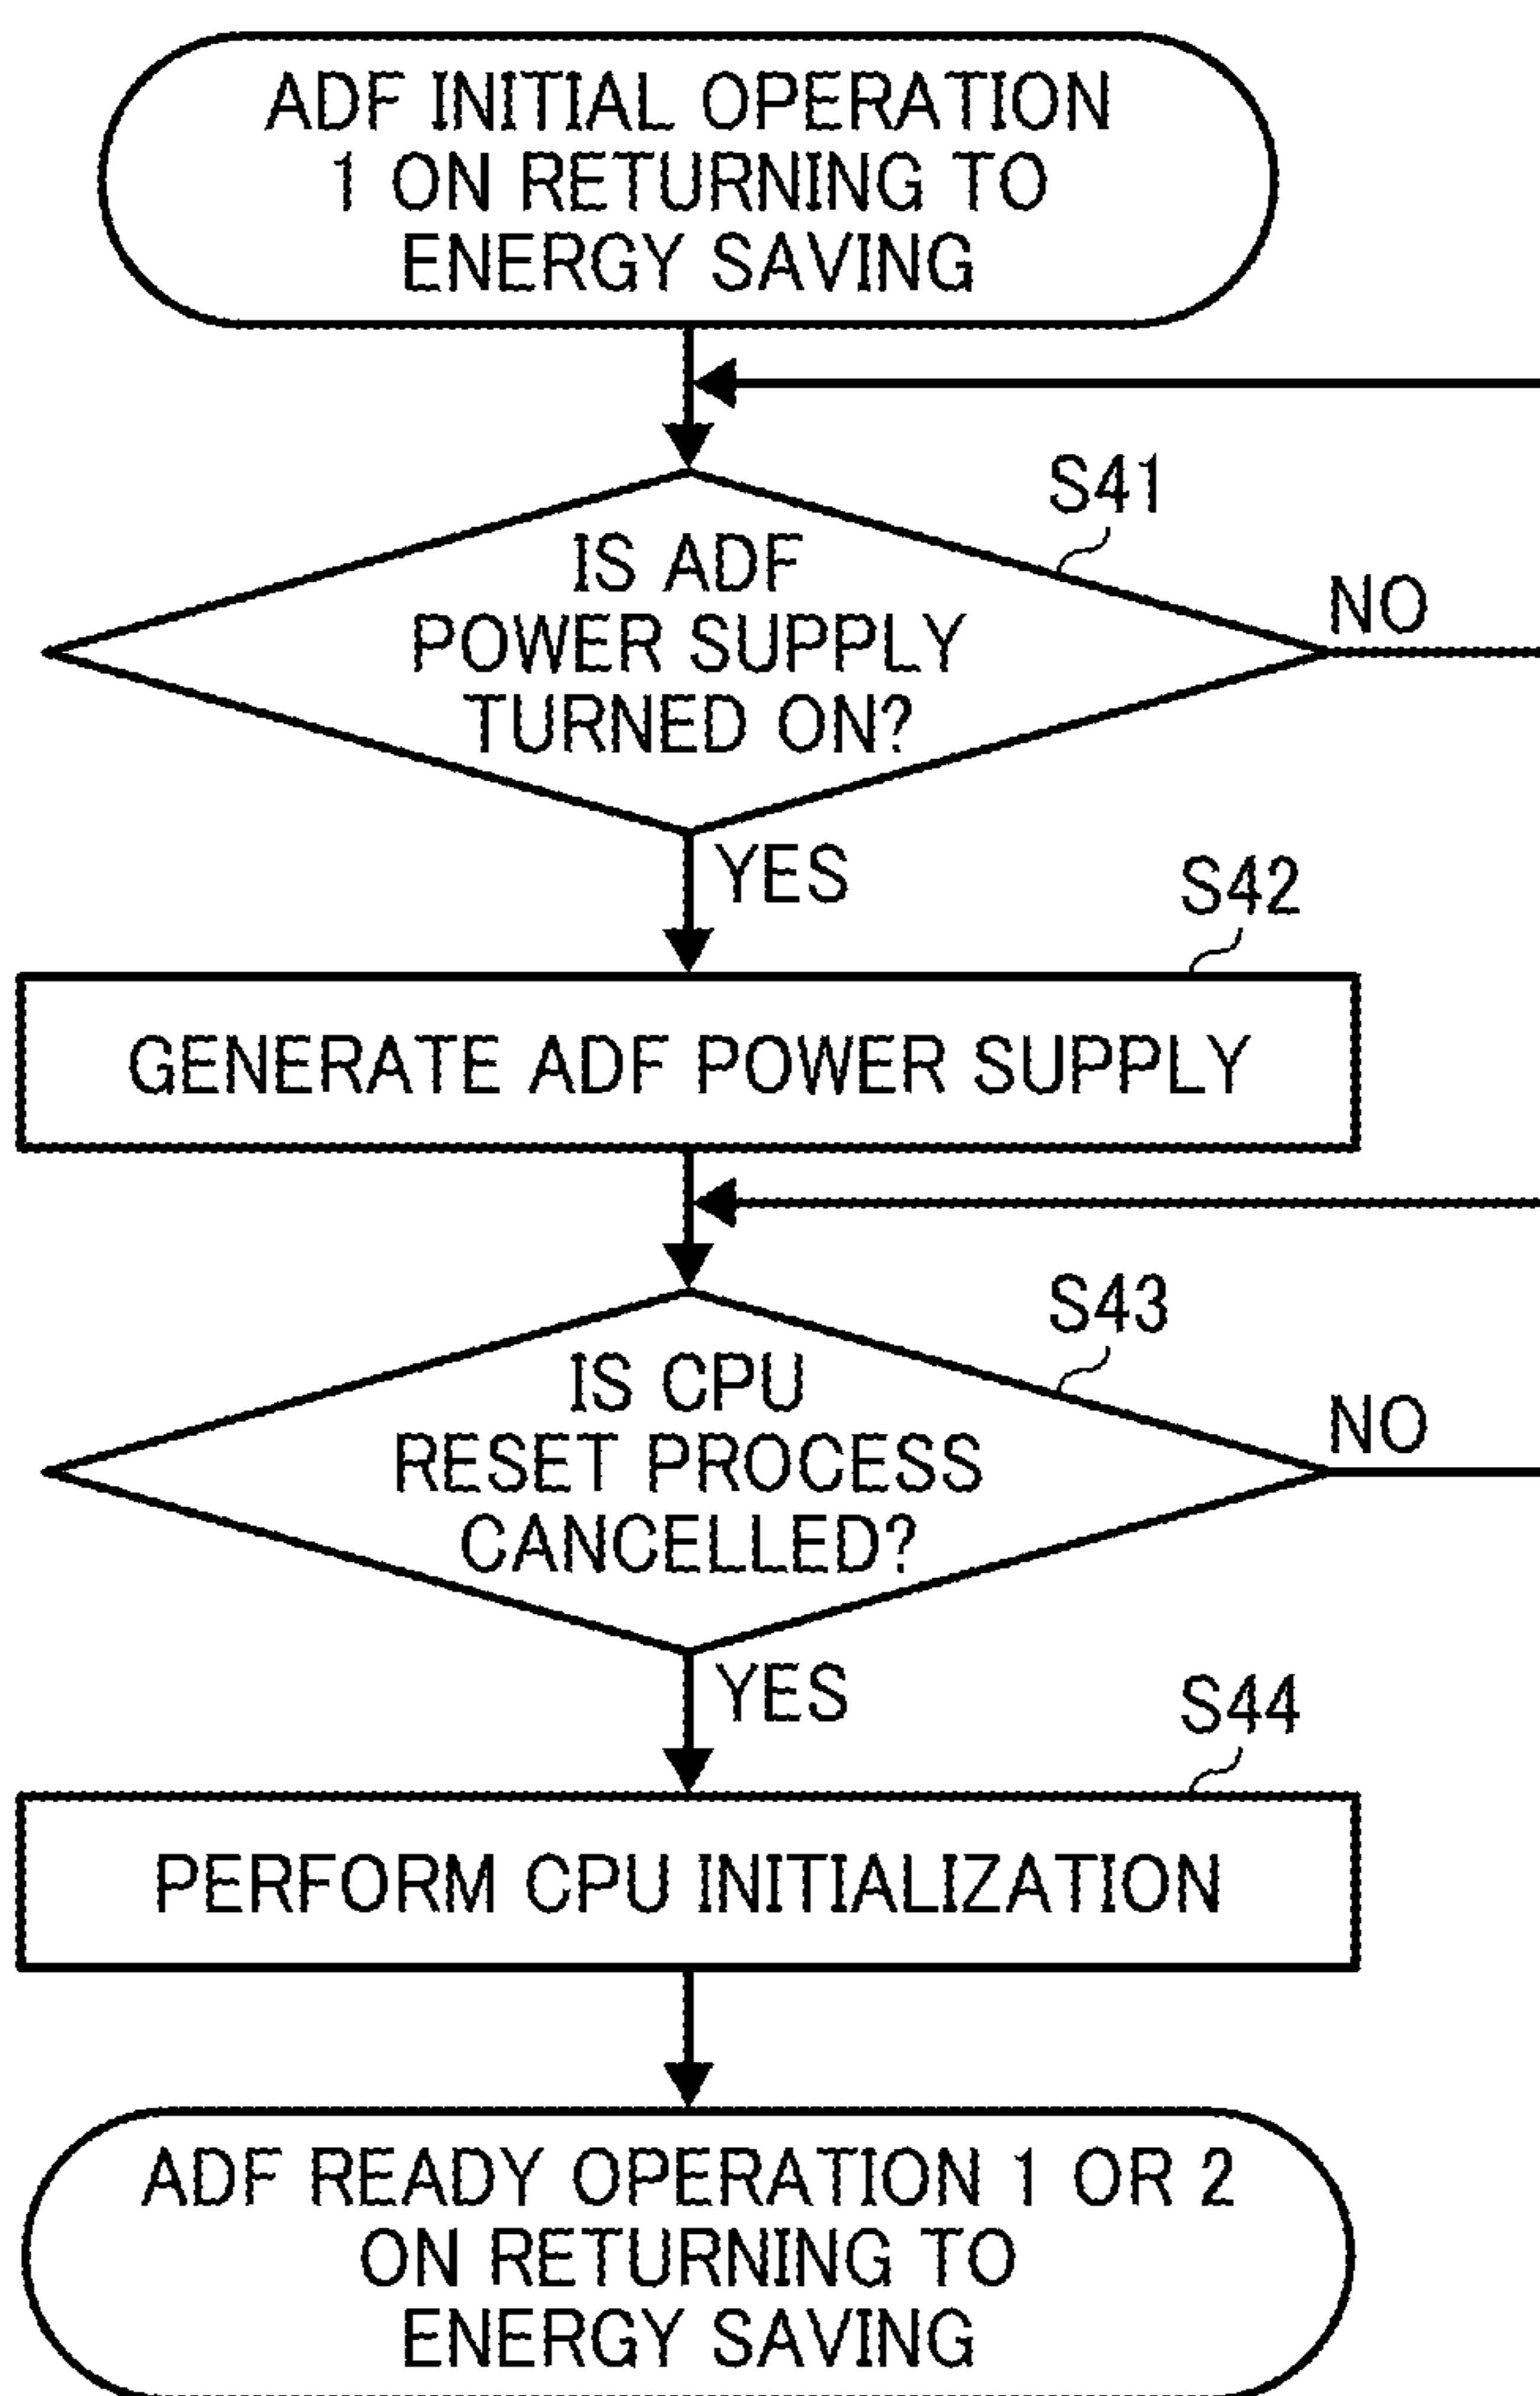 ADF INITIAL OPERATION
1 ON RETURNING TO
ENERGY SAVING
S41
IS ADF
POWER SUPPLY
TURNED ON?
NO
YES
S42
GENERATE ADF POWER SUPPLY
S43
IS CPU
RESET PROCESS
CANCELLED?
NO
YES
S44
PERFORM CPU INITIALIZATION
ADF READY OPERATION 1 OR 2
ON RETURNING TO
ENERGY SAVING